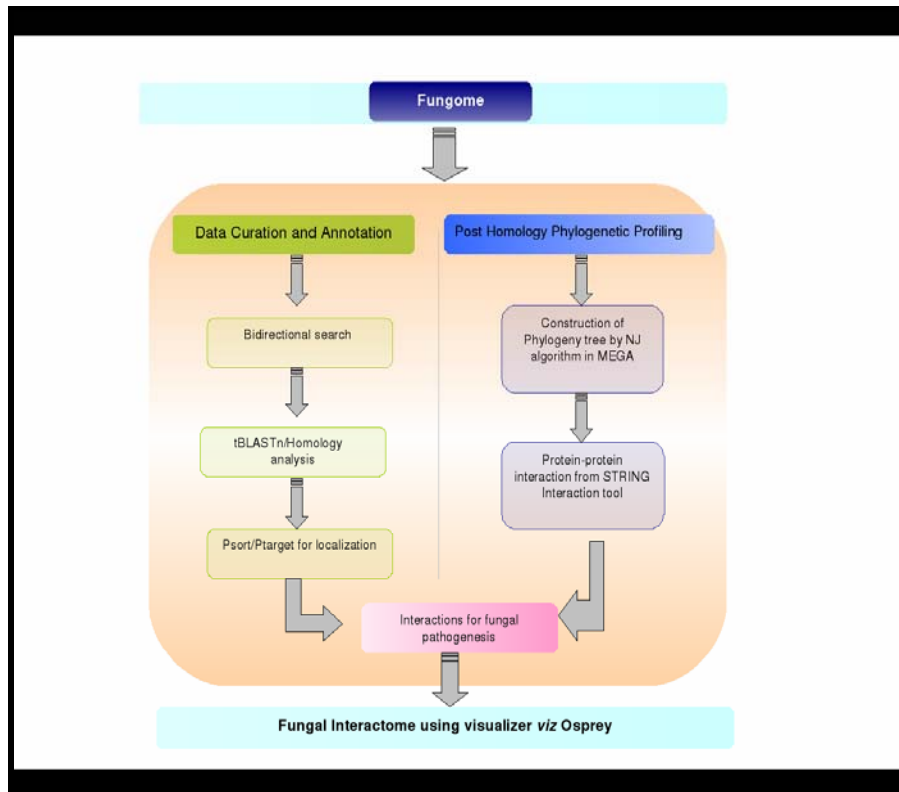 Fungome
Data Curation and Annotation
Bidirectional search
tBLASTn/Homology
analysis
Psort/Ptarget for localization
Post Homology Phylogenetic Profiling
Construction of
Phylogeny tree by NJ
algorithm in MEGA
Protein-protein
interaction from STRING
Interaction tool
Interactions for fungal
pathogenesis
Fungal Interactome using visualizer viz Osprey